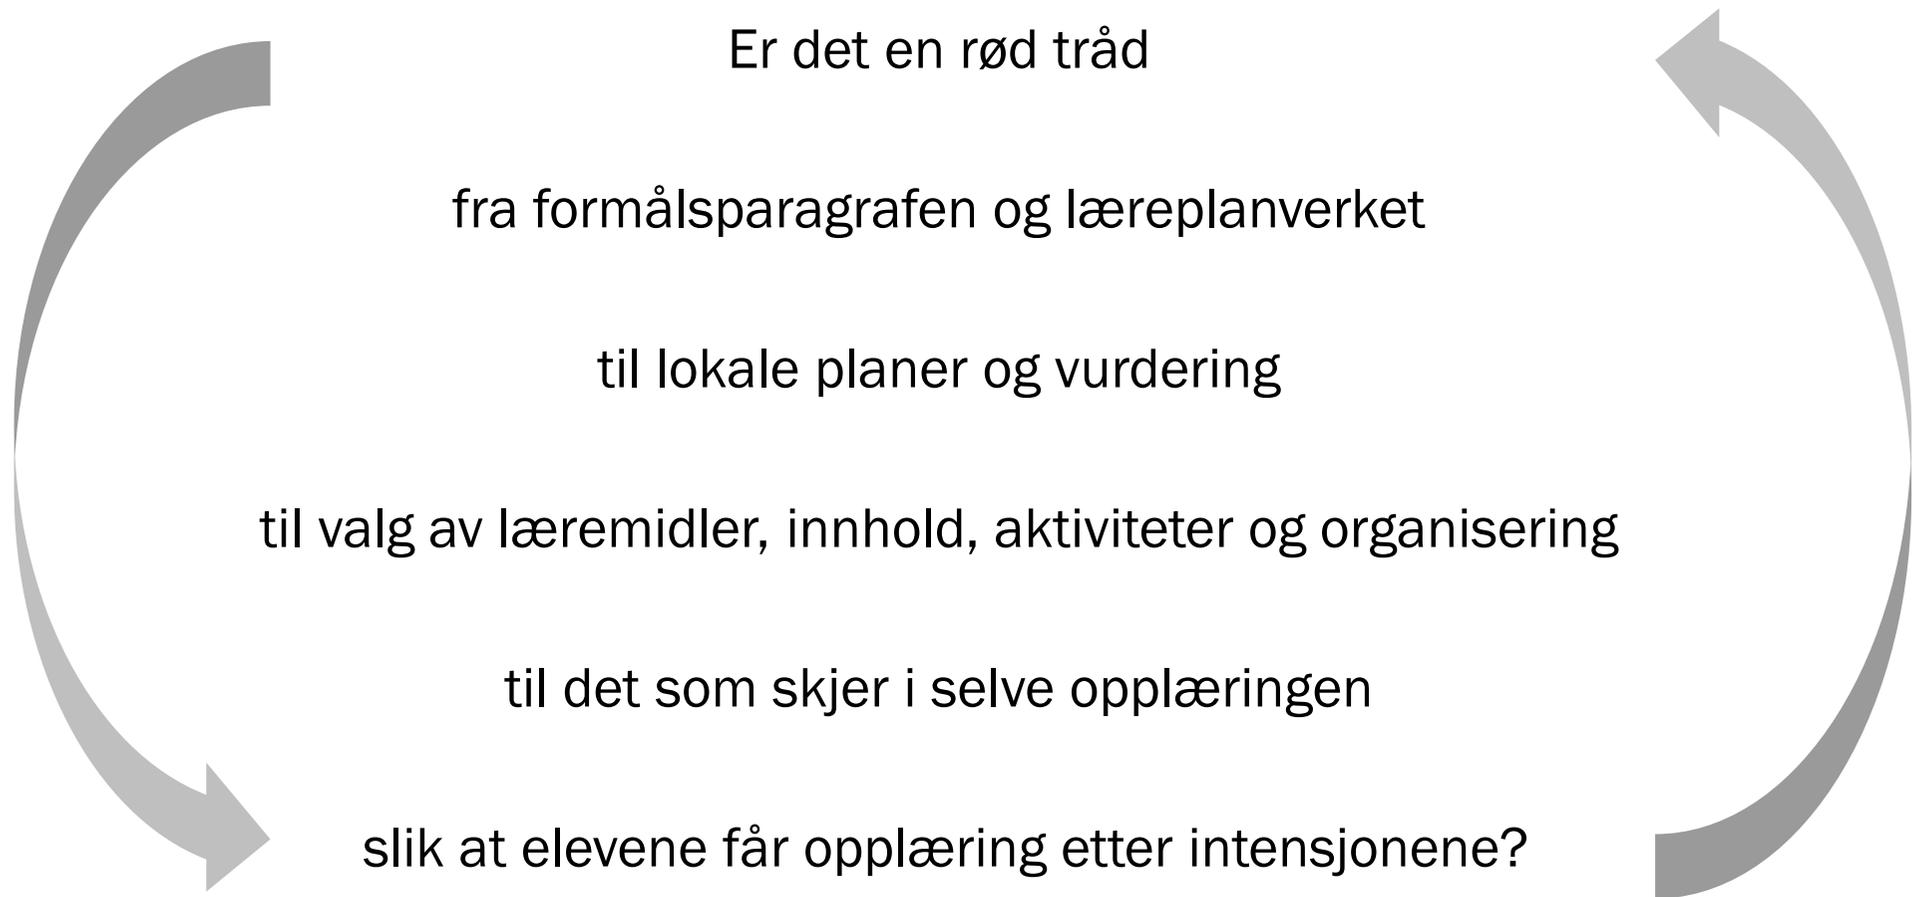 Er det en rød tråd
fra formålsparagrafen og læreplanverket
til lokale planer og vurdering
til valg av læremidler, innhold, aktiviteter og organisering
til det som skjer i selve opplæringen
slik at elevene får opplæring etter intensjonene?